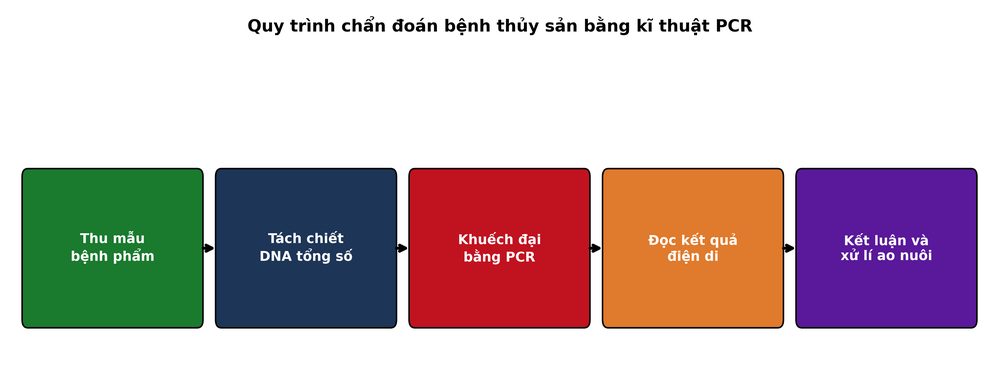 Quy trình chẩn đoán bệnh thủy sản bằng kĩ thuật PCR
Thu mẫu
bệnh phẩm
Tách chiết
DNA tổng số
Khuếch đại
bằng PCR
Đọc kết quả
điện di
Kết luận và
xử lí ao nuôi